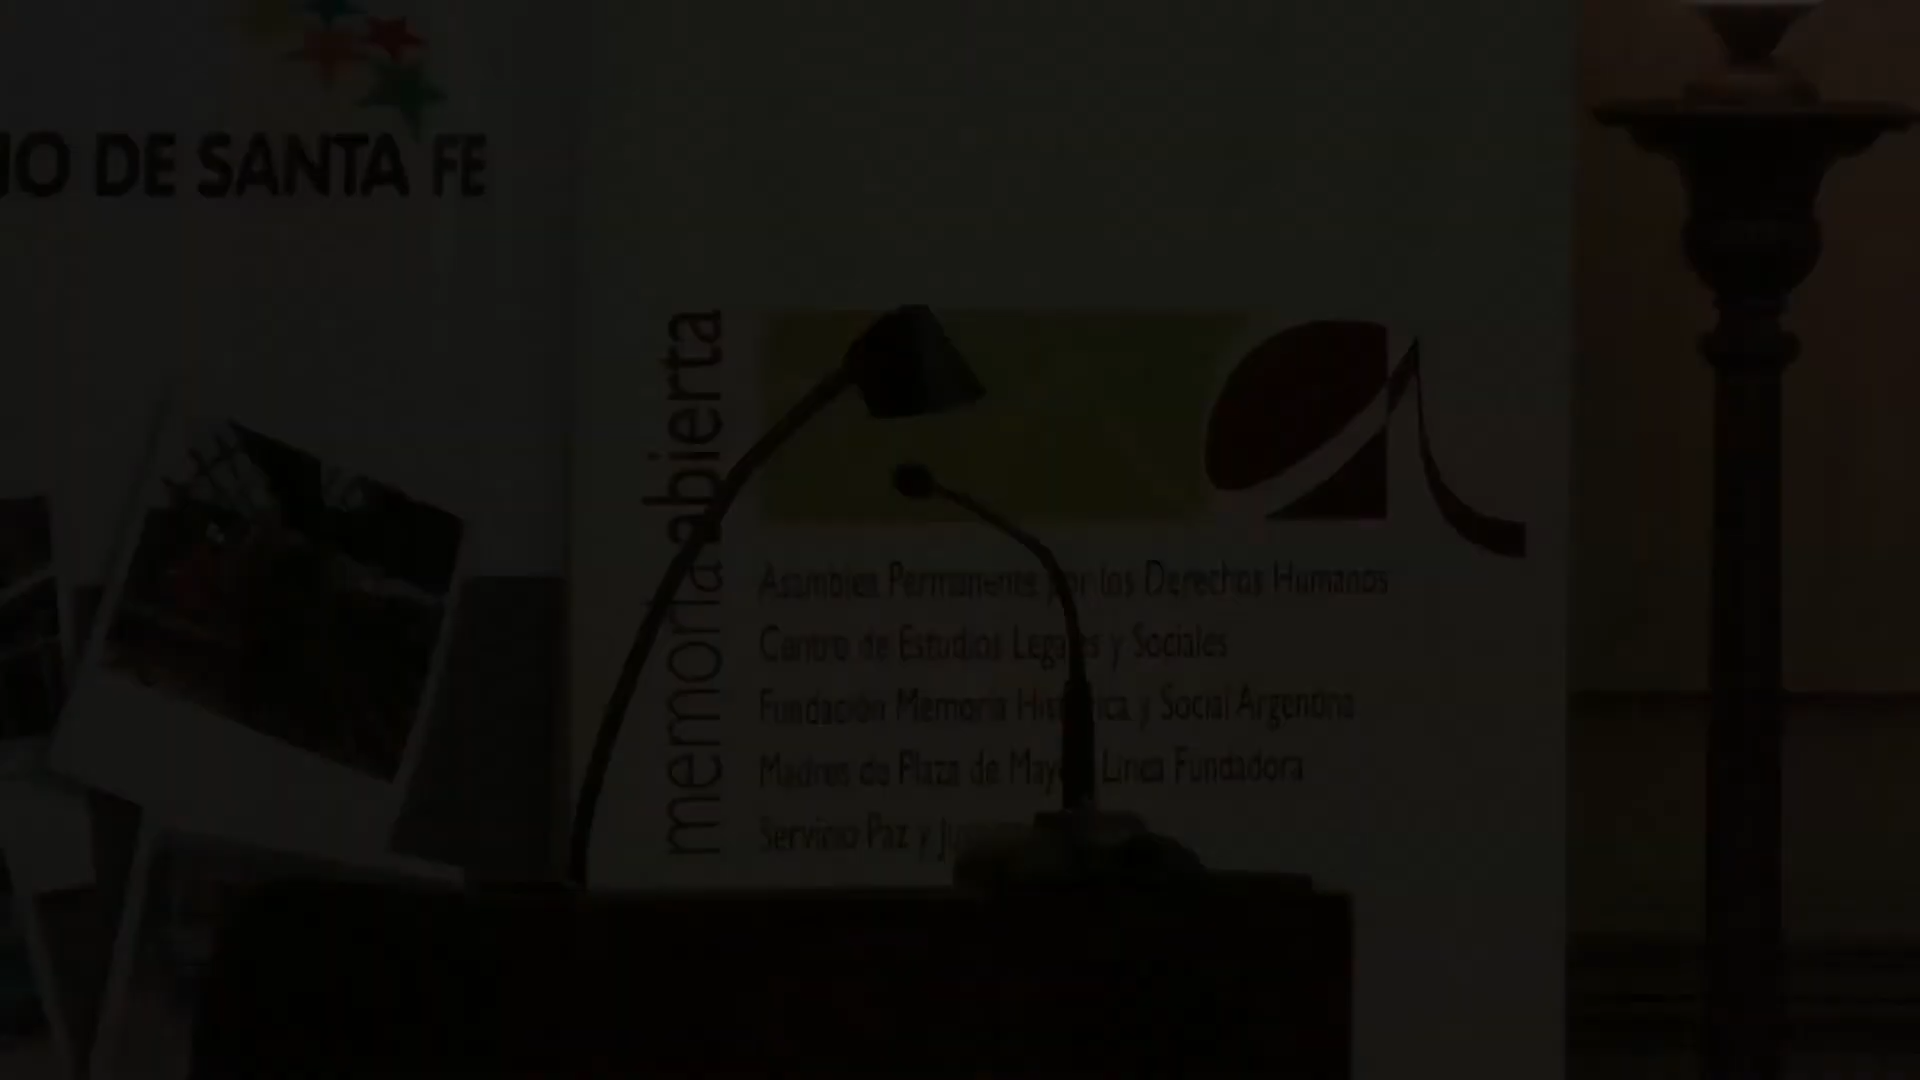 IO DE SANTA FE
memoria abierta
Asamblea Permanente por los Derechos Humanos
Centro de Estudios Legales y Sociales
Fundación Memoria Histórica y Social Argentina
Madres de Plaza de Mayo Línea Fundadora
Servicio Paz y Ju